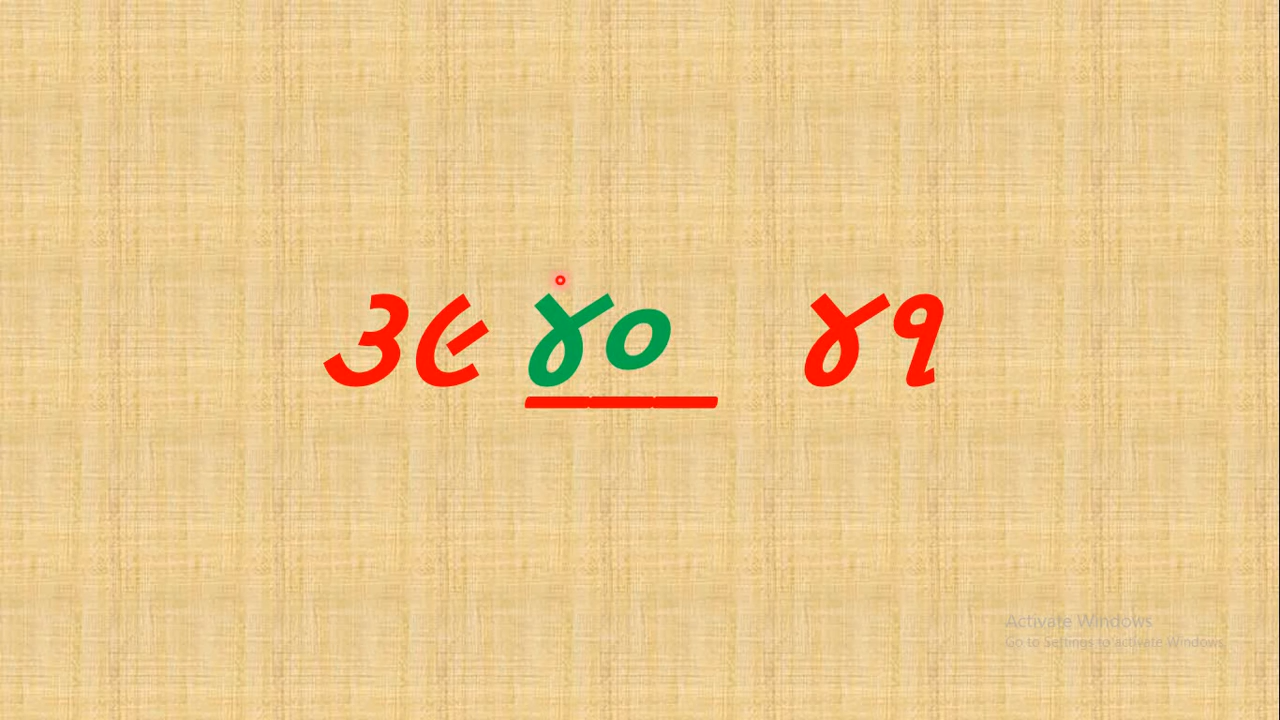 ૩૯ ૪૦ ૪૧
Activate Windows
Go to Settings to activate Windows.